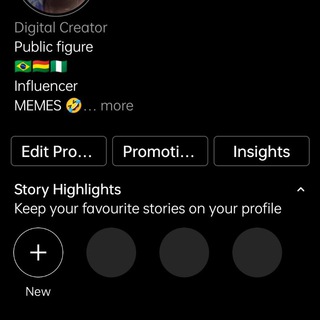 Digital Creator
Public figure
🇧🇷🇧🇴🇳🇬
Influencer
MEMES 🤣... more
Edit Pro...
Promoti...
Insights
Story Highlights
Keep your favourite stories on your profile
New